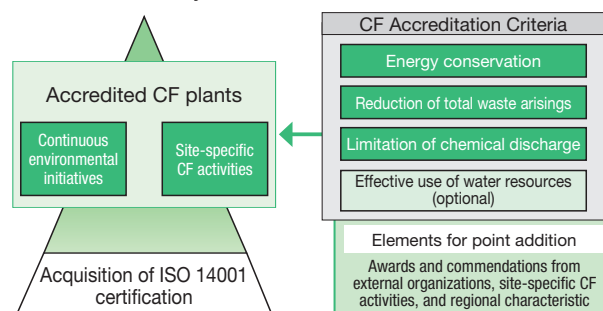 Accredited CF plants
Continuous
environmental
initiatives
Site-specific
CF activities
Acquisition of ISO 14001
certification
CF Accreditation Criteria
Energy conservation
Reduction of total waste arisings
Limitation of chemical discharge
Effective use of water resources
(optional)
Elements for point addition
Awards and commendations from
external organizations, site-specific CF
activities, and regional characteristic